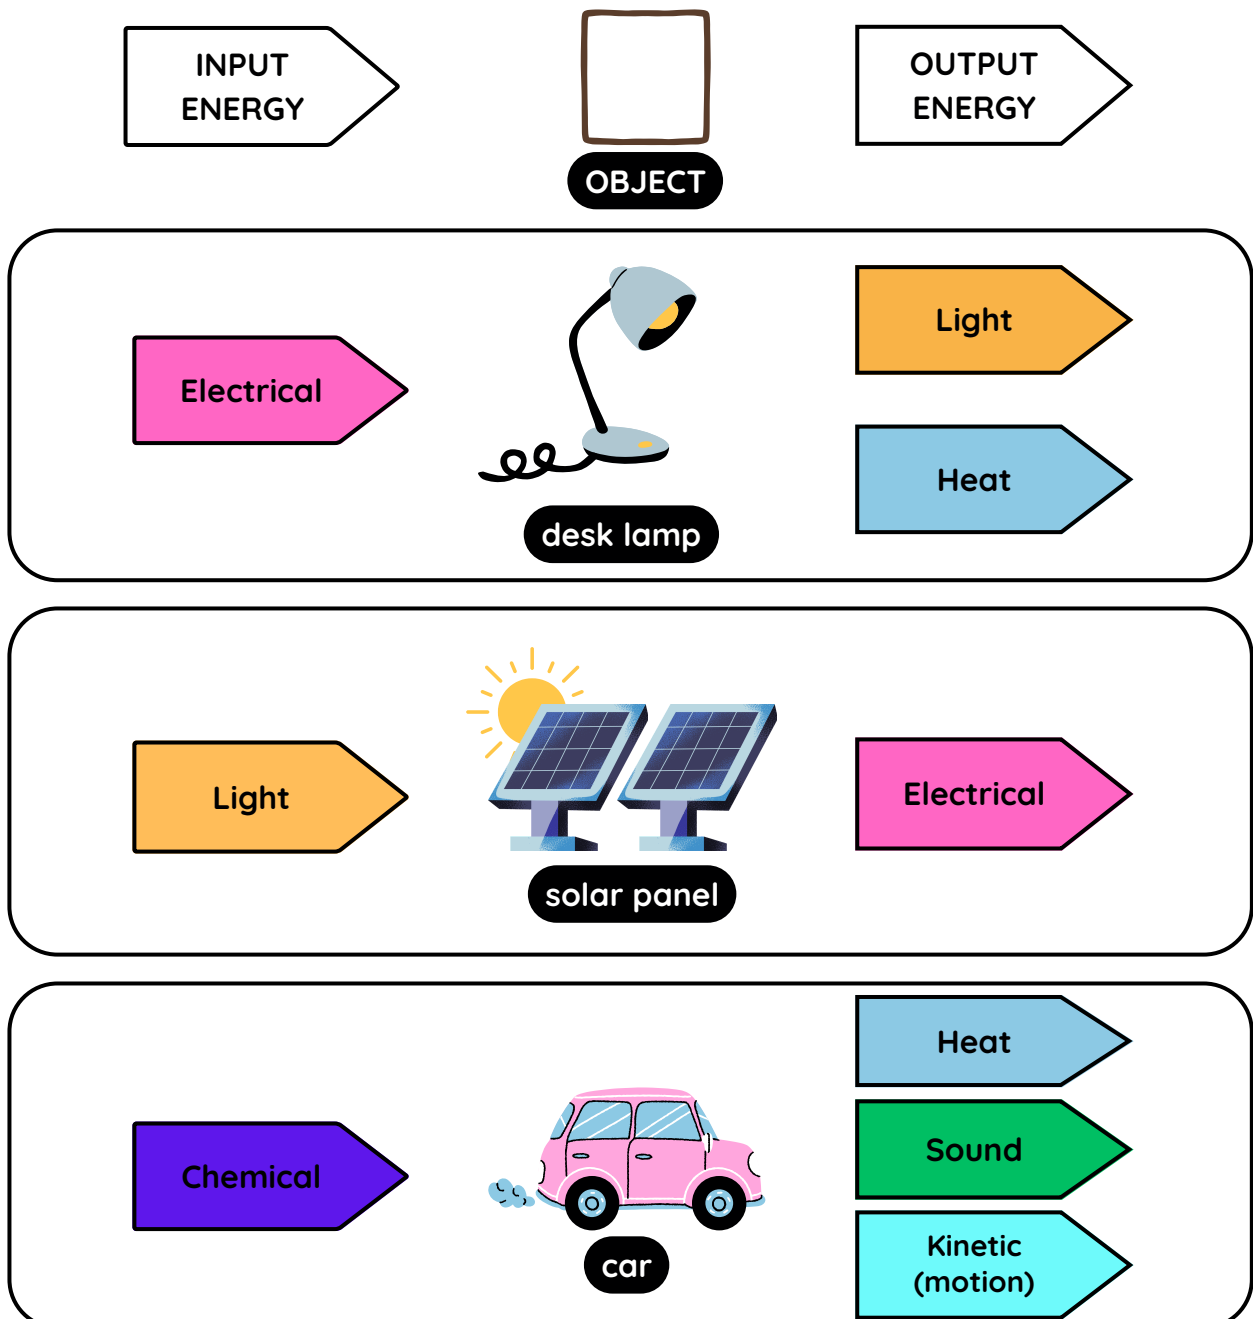 INPUT
ENERGY
OBJECT
OUTPUT
ENERGY
Electrical
desk lamp
Light
Heat
Light
solar panel
Electrical
Chemical
car
Heat
Sound
Kinetic
(motion)